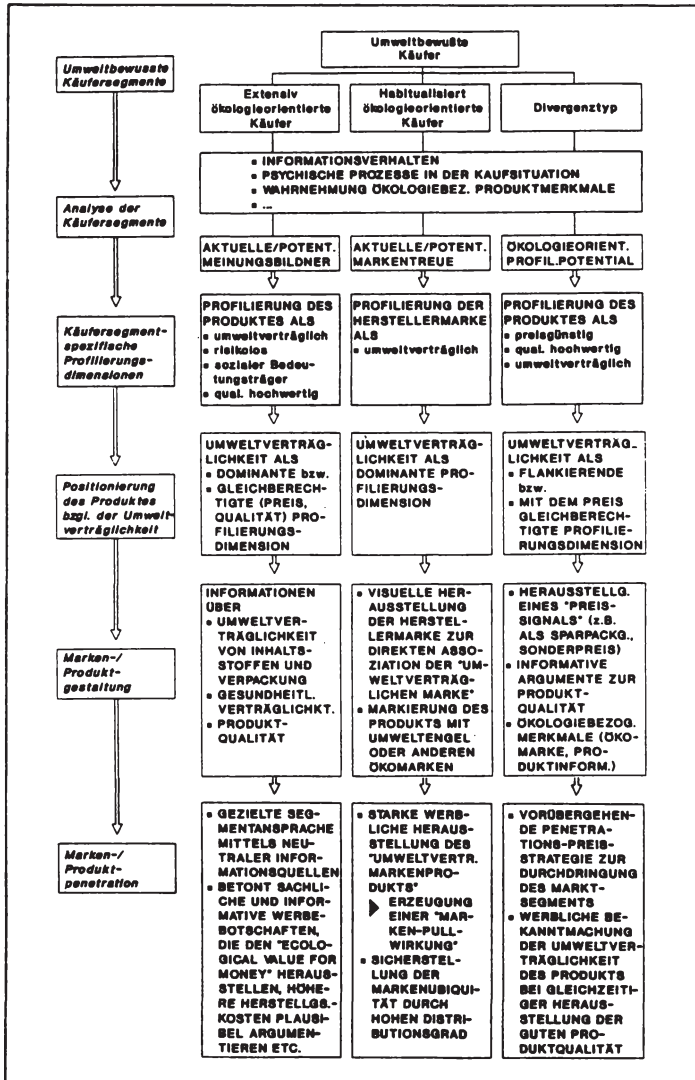 Umweltbewusste
Käufersegmente
Analyse der
Käufersegmente
Käufersegment-
spezifische
Profilierungs-
dimensionen
Positionierung
des Produktes
bzgl. der Umwelt-
verträglichkeit
Marken-/
Produkt-
gestaltung
Marken-/
Produkt-
penetration
Umweltbewußte
Käufer
Extensiv
ökologieorientierte
Käufer
Habitualisiert
ökologieorientierte
Käufer
Divergenztyp
▪ INFORMATIONSVERHALTEN
▪ PSYCHISCHE PROZESSE IN DER KAUFSITUATION
▪ WAHRNEHMUNG ÖKOLOGIEBEZ. PRODUKTMERKMALE
▪ ...
AKTUELLE/POTENT.
MEINUNGSBILDNER
AKTUELLE/POTENT.
MARKENTREUE
ÖKOLOGIEORIENT.
PROFIL.POTENTIAL
PROFILIERUNG DES
PRODUKTES ALS
▪ umweltverträglich
▪ risikolos
▪ sozialer Bedeu-
tungsträger
▪ qual. hochwertig
PROFILIERUNG DER
HERSTELLERMARKE
ALS
▪ umweltverträglich
PROFILIERUNG DES
PRODUKTES ALS
▪ preisgünstig
▪ qual. hochwertig
▪ umweltverträglich
UMWELTVERTRÄG-
LICHKEIT ALS
▪ DOMINANTE bzw.
▪ GLEICHBERECH-
TIGTE (PREIS,
QUALITÄT) PRO-
FILIERUNGS-
DIMENSION
UMWELTVERTRÄG-
LICHKEIT ALS
DOMINANTE PRO-
FILIERUNGS-
DIMENSION
UMWELTVERTRÄG_
LICHKEIT ALS
▪ FLANKIERENDE
bzw.
▪ MIT DEM PREIS
GLEICHBERECH-
TIGTE PROFILI-
ERUNGSDIMENSION
INFORMATIONEN
ÜBER
▪ UMWELTVER-
TRÄGLICHKEIT
VON INHALTS-
STOFFEN UND
VERPACKUNG
▪ GESUNDHEITL.
VERTRÄGLICHKT.
▪ PRODUKT-
QUALITÄT
▪ VISUELLE HER-
AUSSTELLUNG
DER HERSTEL-
LERMARKE ZUR
DIREKTEN ASSO-
ZIATION DER "UM-
WELTVERTRÄG-
LICHEN MARKE"
▪ MARKIERUNG DES
PRODUKTS MIT
UMWELTENGEL
ODER ANDEREN
ÖKOMARKEN
▪ HERAUSSTELLG.
EINES "PREIS-
SIGNALS" (z.B.
ALS SPARPACKG.,
SONDERPREIS)
▪ INFORMATIVE
ARGUMENTE ZUR
PRODUKT-
QUALITÄT
▪ ÖKOLOGIEBEZOG.
MERKMALE (ÖKO-
MARKE, PRO-
DUKTINFORM.)
▪ GEZIELTE SEG-
MENTANSPRACHE
MITTELS NEU-
TRALER INFOR-
MATIONSQUELLEN
▪ BETONT SACHLI-
CHE UND INFOR-
MATIVE WERBE-
BOTSCHAFTEN,
DIE DEN "ECOLO-
GICAL VALUE FOR
MONEY" HERAUS-
STELLEN, HÖHE-
RE HERSTELLGS.-
KOSTEN PLAUSI-
BEL ARGUMEN-
TIEREN ETC.
▪ STARKE WERB-
LICHE HERAUS-
STELLUNG DES
"UMWELTVERTR.
MARKENPRO-
DUKTS"
▶ ERZEUGUNG
EINER "MAR-
KEN-PULL-
WIRKUNG"
▪ SICHERSTEL-
LUNG DER
MARKENUBIQUI-
TÄT DURCH
HOHEN DISTRI-
BUTIONSGRAD
▪ VORÜBERGEHEN-
DE PENETRA-
TIONS-PREIS-
STRATEGIE ZUR
DURCHDRINGUNG
DES MARKT-
SEGMENTS
▪ WERBLICHE BE-
KANNTMACHUNG
DER UMWELTVER-
TRÄGLICHKEIT
DES PRODUKTS
BEI GLEICHZEITI-
GER HERAUS-
STELLUNG DER
GUTEN PRO-
DUKTQUALITÄT